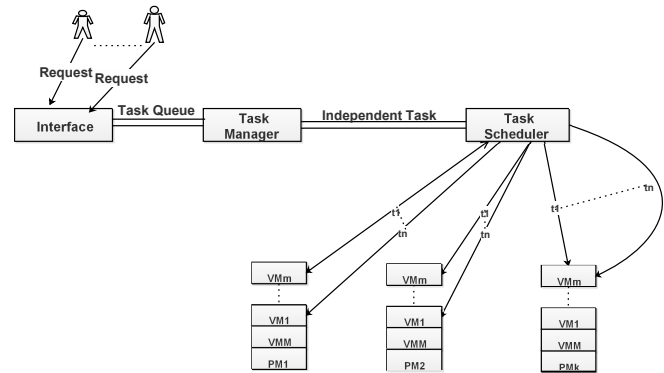 Request
Request
Interface
Task Queue
Task
Manager
Independent Task
Task
Scheduler
t1
tn
t1
tn
t1
tn
VMm
VM1
VMM
PM1
VMm
VM1
VMM
PM2
VMm
VM1
VMM
PMk